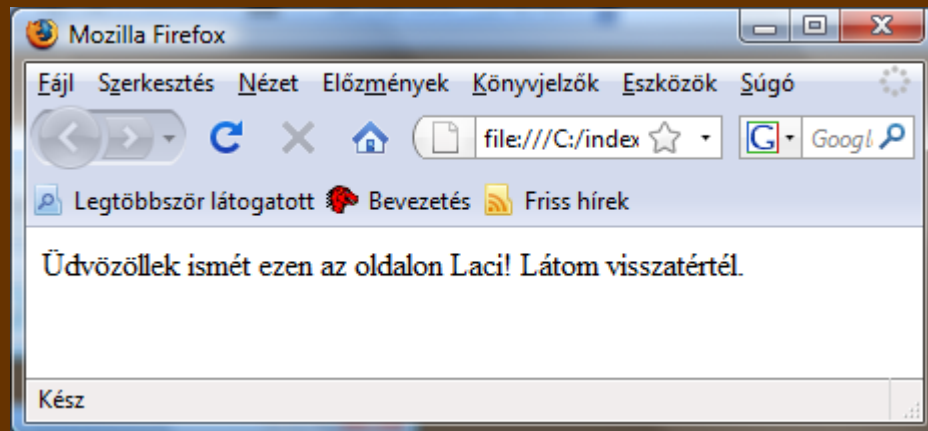 Mozilla Firefox
Fájl Szerkesztés Nézet Előzmények Könyvjelzők Eszközök Súgó
file:///C:/index G Googl
Legtöbbször látogatott Bevezetés Friss hírek
Üdvözöllek ismét ezen az oldalon Laci! Látom visszatértél.
Kész